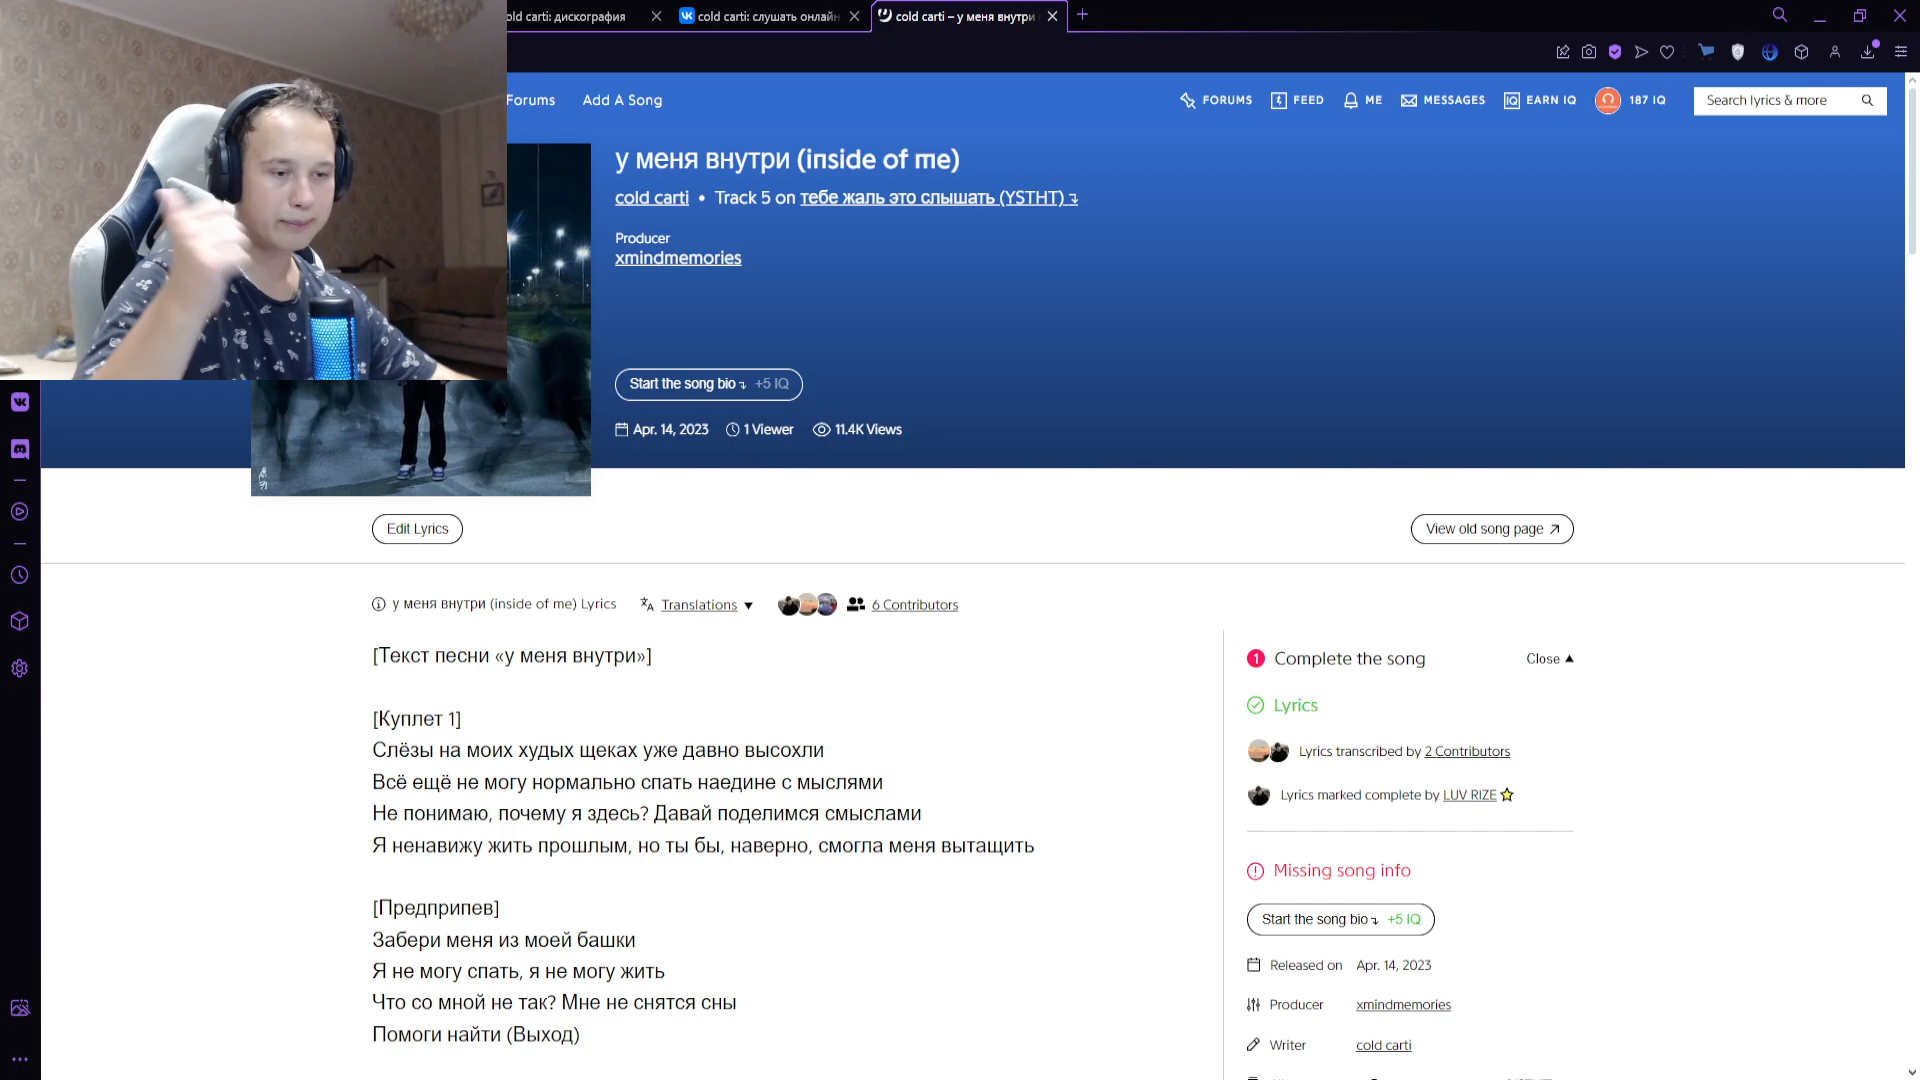 old carti: дискография
cold carti: слушать онлайн
cold carti – у меня внутри
Forums
Add A Song
FORUMS
FEED
ME
MESSAGES
EARN IQ
187 IQ
Search lyrics & more
у меня внутри (inside of me)
cold carti • Track 5 on тебе жаль это слышать (YSTHT)
Producer
xmindmemories
Start the song bio +5 IQ
Apr. 14, 2023
1 Viewer
11.4K Views
Edit Lyrics
View old song page
у меня внутри (inside of me) Lyrics
Translations
6 Contributors
[Текст песни «у меня внутри»]
[Куплет 1]
Слёзы на моих худых щеках уже давно высохли
Всё ещё не могу нормально спать наедине с мыслями
Не понимаю, почему я здесь? Давай поделимся смыслами
Я ненавижу жить прошлым, но ты бы, наверно, смогла меня вытащить
[Предприпев]
Забери меня из моей башки
Я не могу спать, я не могу жить
Что со мной не так? Мне не снятся сны
Помоги найти (Выход)
1 Complete the song
Close
Lyrics
Lyrics transcribed by 2 Contributors
Lyrics marked complete by LUV RIZE
Missing song info
Start the song bio +5 IQ
Released on Apr. 14, 2023
Producer xmindmemories
Writer cold carti